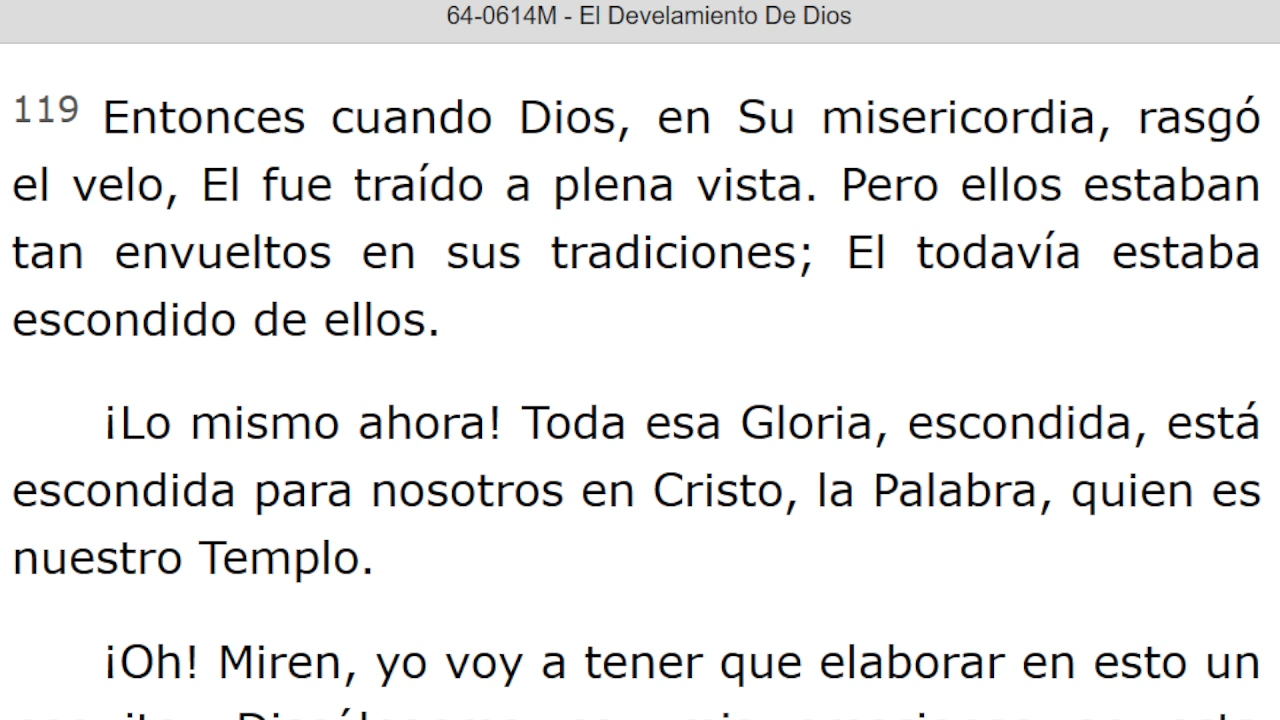 64-0614M - El Develamiento De Dios
119 Entonces cuando Dios, en Su misericordia, rasgó
el velo, El fue traído a plena vista. Pero ellos estaban
tan envueltos en sus tradiciones; El todavía estaba
escondido de ellos.
¡Lo mismo ahora! Toda esa Gloria, escondida, está
escondida para nosotros en Cristo, la Palabra, quien es
nuestro Templo.
¡Oh! Miren, yo voy a tener que elaborar en esto un